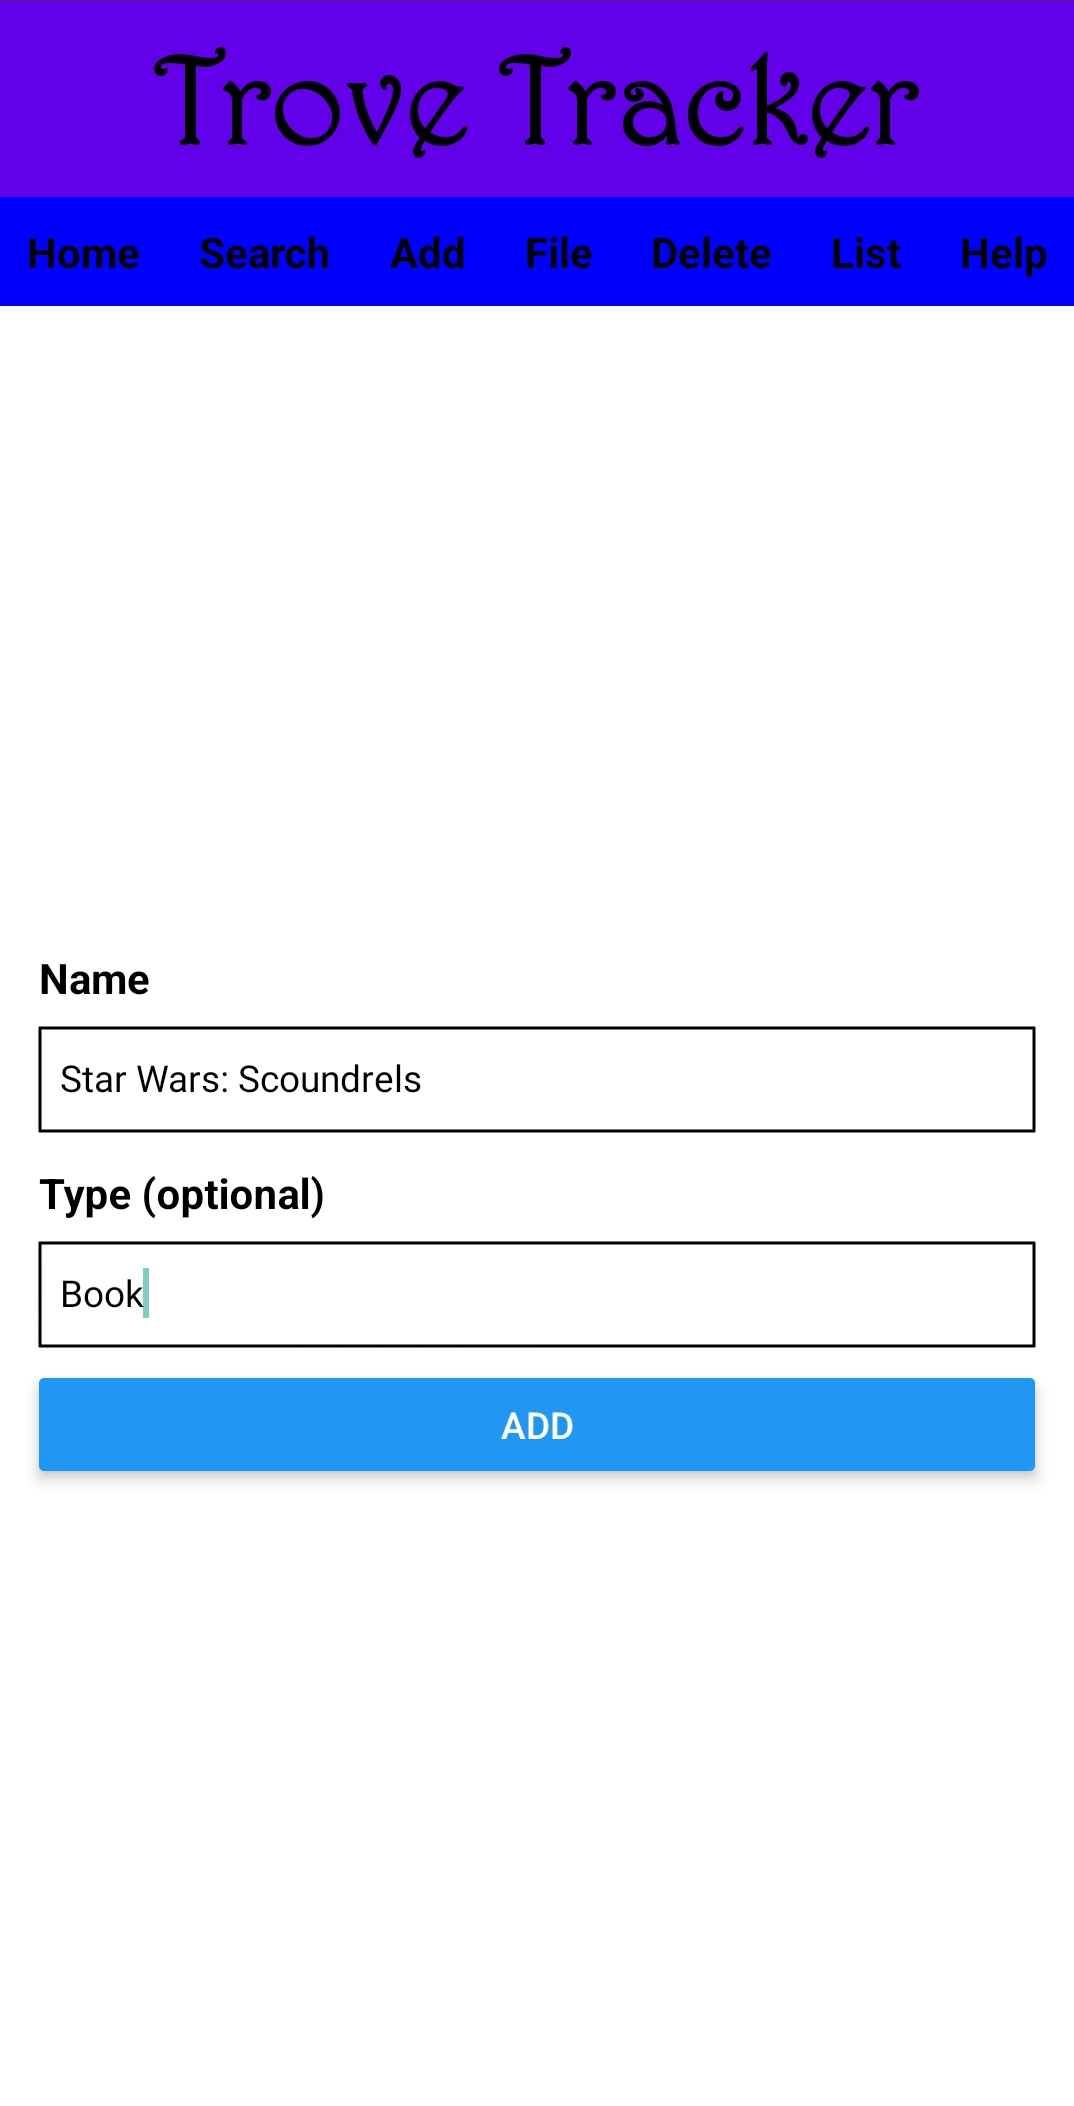 Trove Tracker
Home Search Add File Delete List Help
Name
Star Wars: Scoundrels
Type (optional)
Book
ADD